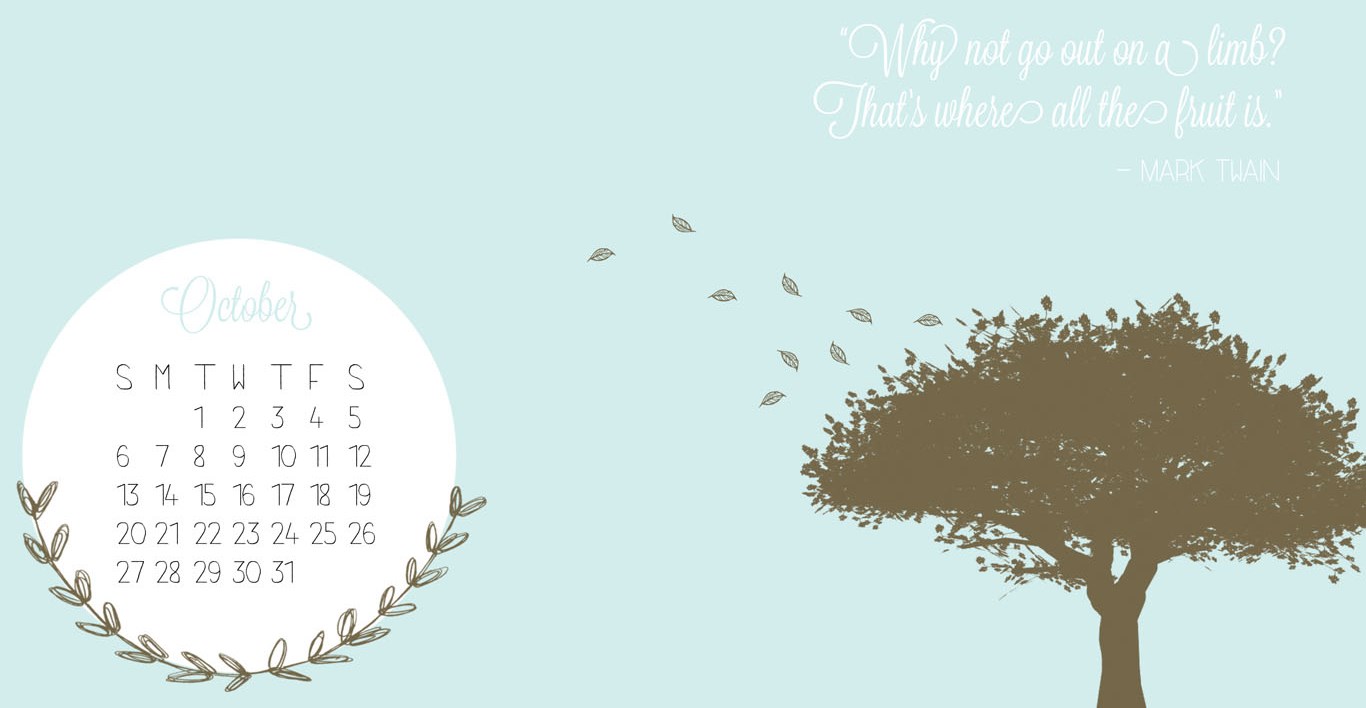 "Why not go out on a limb?
That's where all the fruit is."
– MARK TWAIN
October
S M T W T F S
1 2 3 4 5
6 7 8 9 10 11 12
13 14 15 16 17 18 19
20 21 22 23 24 25 26
27 28 29 30 31